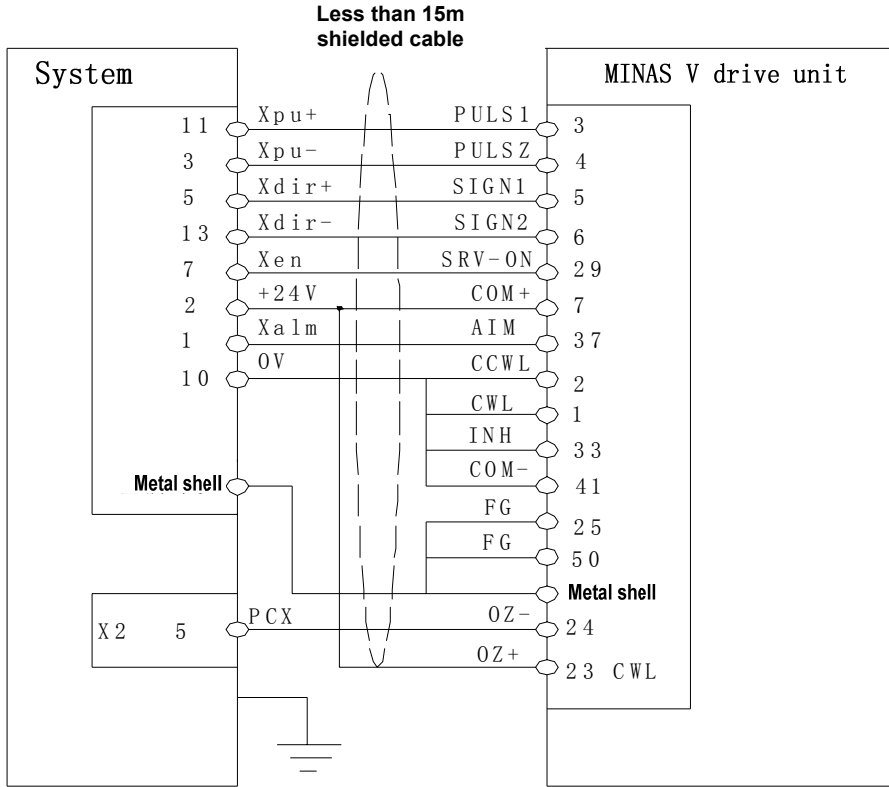 Less than 15m
shielded cable
System
MINAS V drive unit
11 Xpu+ PULS1 3
3 Xpu- PULSZ 4
5 Xdir+ SIGN1 5
13 Xdir- SIGN2 6
7 Xen SRV-ON 29
2 +24V COM+ 7
1 Xalm AIM 37
10 0V CCWL 2
CWL 1
INH 33
COM- 41
Metal shell
FG 25
FG 50
Metal shell
X2 5 PCX OZ- 24
OZ+ 23 CWL